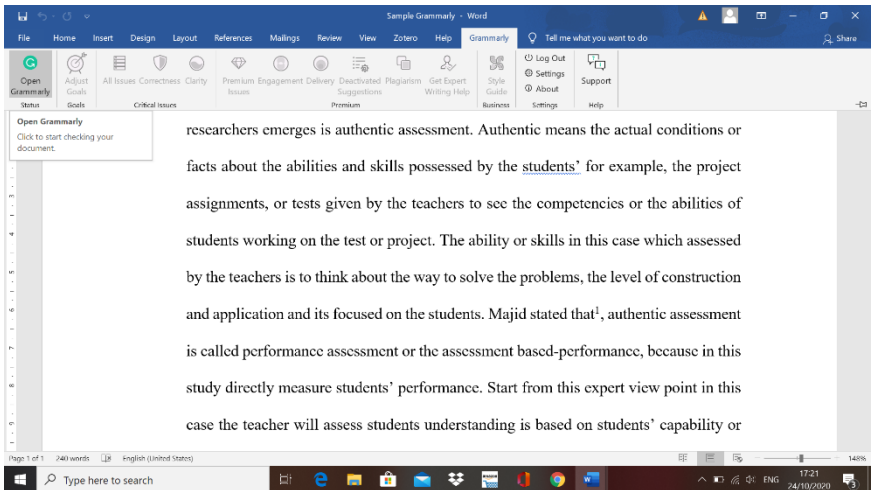 Sample Grammarly - Word
File Home Insert Design Layout References Mailings Review View Zotero Help Grammarly Tell me what you want to do Share
Open Grammarly
Adjust Goals
All Issues Correctness Clarity
Premium Issues
Engagement Delivery
Deactivated Suggestions
Plagiarism
Get Expert Writing Help
Style Guide
Log Out
Settings
About
Support
Status Goals Critical Issues Premium Business Settings Help
Open Grammarly
Click to start checking your
document.
researchers emerges is authentic assessment. Authentic means the actual conditions or
facts about the abilities and skills possessed by the students’ for example, the project
assignments, or tests given by the teachers to see the competencies or the abilities of
students working on the test or project. The ability or skills in this case which assessed
by the teachers is to think about the way to solve the problems, the level of construction
and application and its focused on the students. Majid stated that¹, authentic assessment
is called performance assessment or the assessment based-performance, because in this
study directly measure students’ performance. Start from this expert view point in this
case the teacher will assess students understanding is based on students’ capability or
Page 1 of 1 240 words English (United States) 148%
Type here to search
ENG
17:21
24/10/2020